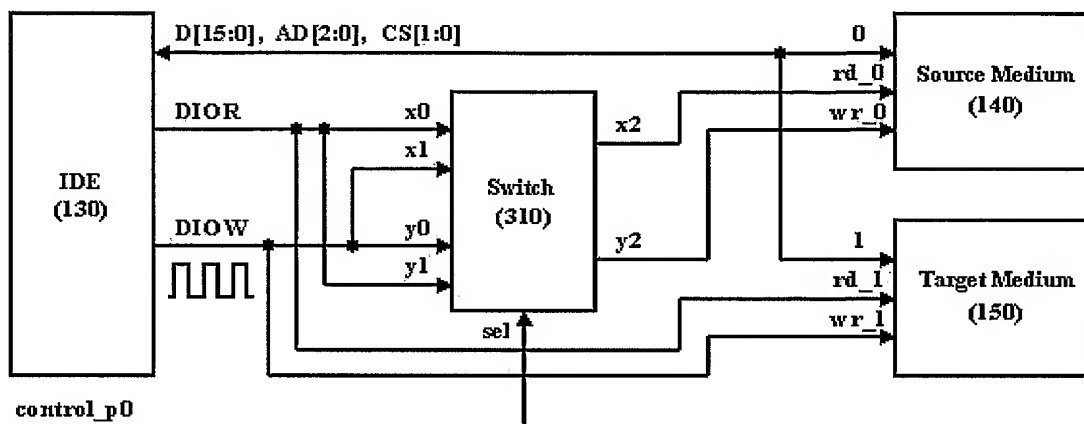 D[15:0], AD[2:0], CS[1:0]
0
rd_0
wr_0
Source Medium
(140)
DIOR
x0
x1
x2
IDE
(130)
Switch
(310)
DIOW
y0
y1
y2
1
rd_1
wr_1
Target Medium
(150)
sel
control_p0